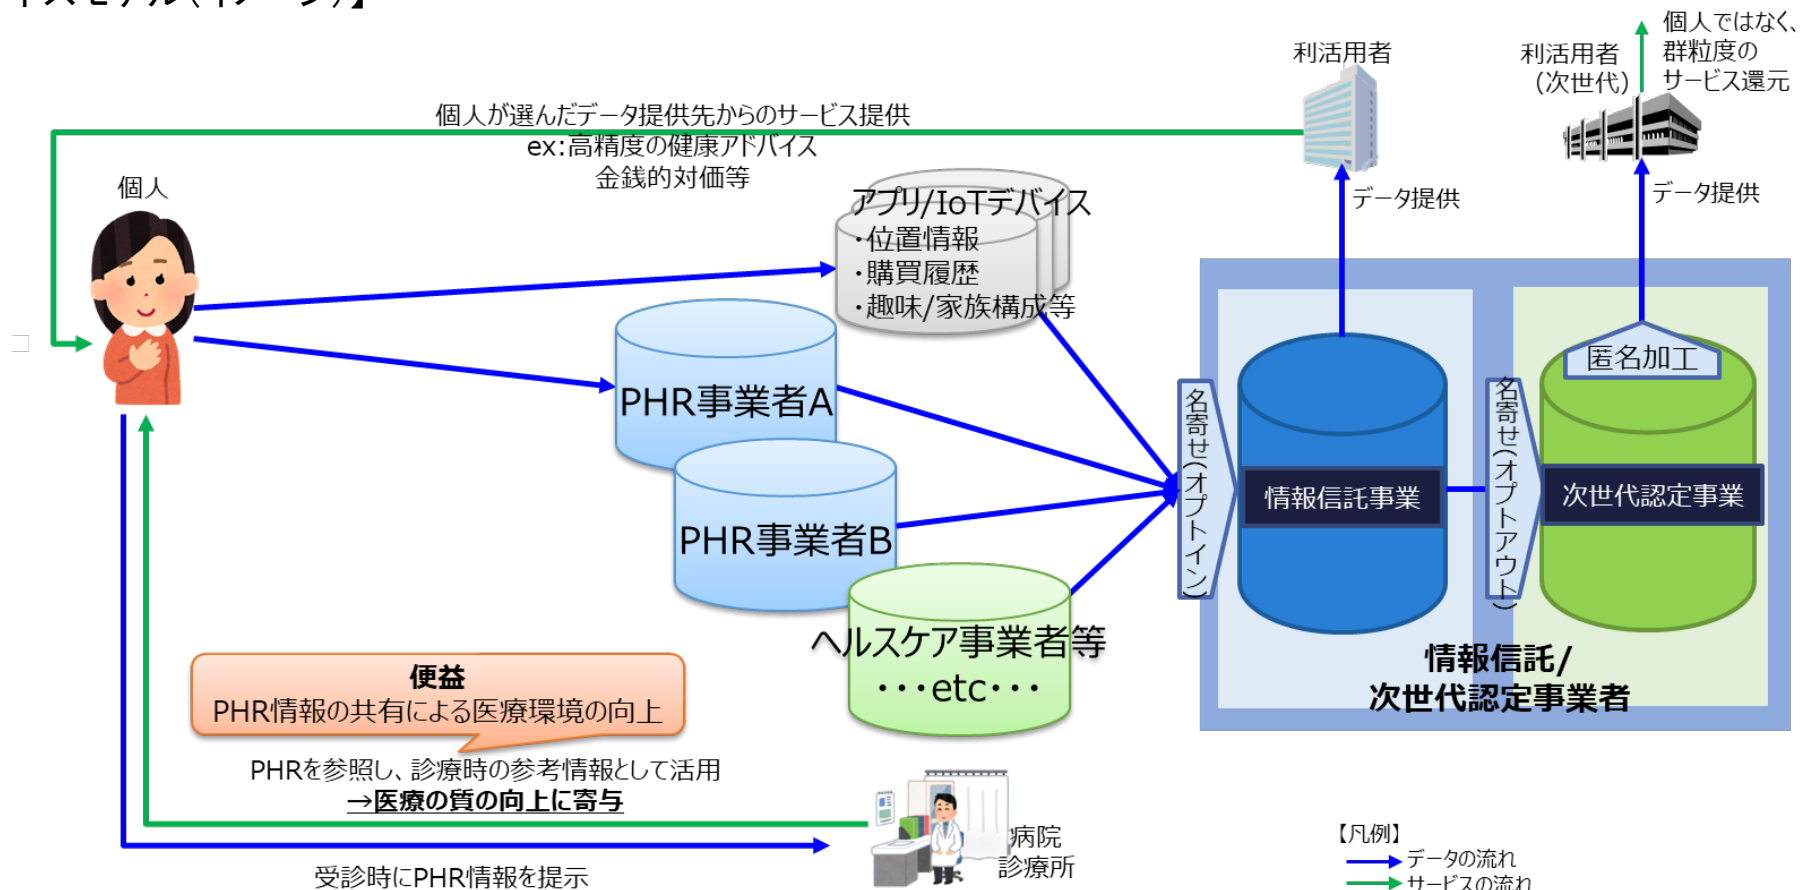 利活用者
利活用者
（次世代）
個人ではなく、
群粒度の
サービス還元
個人が選んだデータ提供先からのサービス提供
ex:高精度の健康アドバイス
金銭的対価等
個人
アプリ/IoTデバイス
・位置情報
・購買履歴
・趣味/家族構成等
データ提供
データ提供
PHR事業者A
PHR事業者B
ヘルスケア事業者等
・・・etc・・・
名寄せ(オプトイン)
情報信託事業
名寄せ(オプトアウト)
匿名加工
次世代認定事業
情報信託/
次世代認定事業者
便益
PHR情報の共有による医療環境の向上
PHRを参照し、診療時の参考情報として活用
→医療の質の向上に寄与
病院
診療所
受診時にPHR情報を提示
【凡例】
データの流れ
サービスの流れ